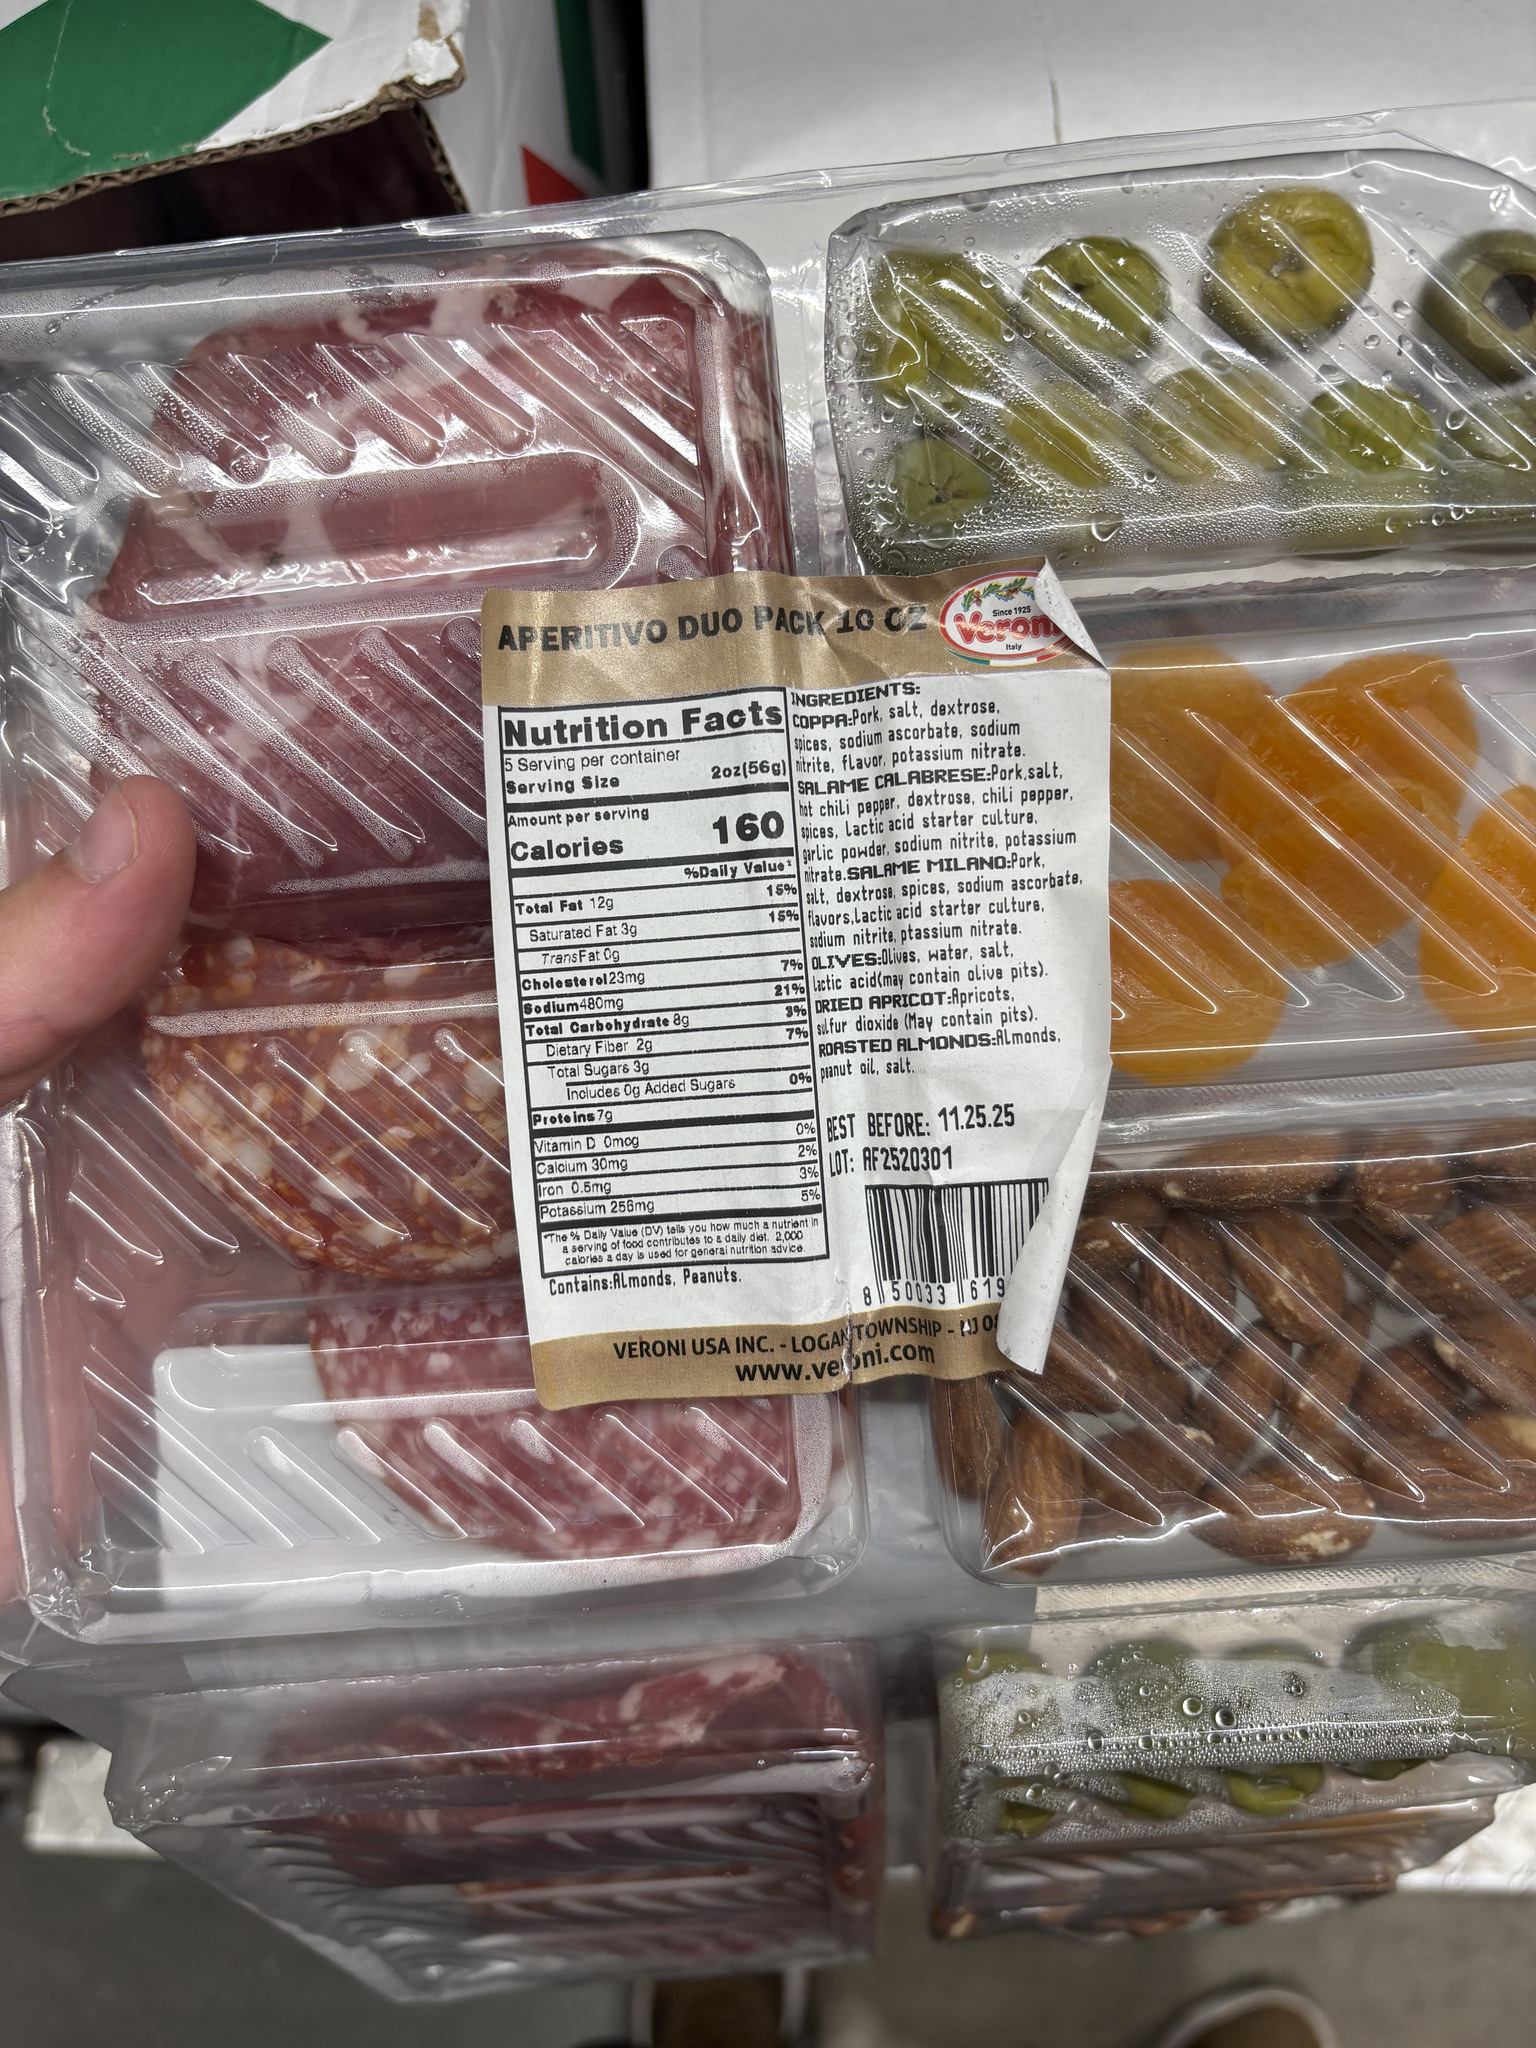 APERITIVO DUO PACK 10 OZ
Since 1925
Veroni
Italy
Nutrition Facts
5 Serving per container
Serving Size 2oz(56g)
Amount per serving
Calories 160
%Daily Value*
Total Fat 12g 15%
Saturated Fat 3g 15%
Trans Fat 0g
Cholesterol 23mg 7%
Sodium 480mg 21%
Total Carbohydrate 8g 3%
Dietary Fiber 2g 7%
Total Sugars 3g
Includes 0g Added Sugars 0%
Proteins 7g
Vitamin D 0mcg 0%
Calcium 30mg 2%
Iron 0.5mg 3%
Potassium 256mg 5%
*The % Daily Value (DV) tells you how much a nutrient in
a serving of food contributes to a daily diet. 2,000
calories a day is used for general nutrition advice.
Contains:Almonds, Peanuts.
INGREDIENTS:
COPPA:Pork, salt, dextrose,
spices, sodium ascorbate, sodium
nitrite, flavor, potassium nitrate.
SALAME CALABRESE:Pork,salt,
hot chili pepper, dextrose, chili pepper,
spices, Lactic acid starter culture,
garlic powder, sodium nitrite, potassium
nitrate.SALAME MILANO:Pork,
salt, dextrose, spices, sodium ascorbate,
flavors,Lactic acid starter culture,
sodium nitrite, ptassium nitrate.
OLIVES:Olives, water, salt,
lactic acid(may contain olive pits).
DRIED APRICOT:Apricots,
sulfur dioxide (May contain pits).
ROASTED ALMONDS:Almonds,
peanut oil, salt.
BEST BEFORE: 11.25.25
LOT: AF2520301
8 50033 619
VERONI USA INC. - LOGAN TOWNSHIP - NJ 08
www.veroni.com